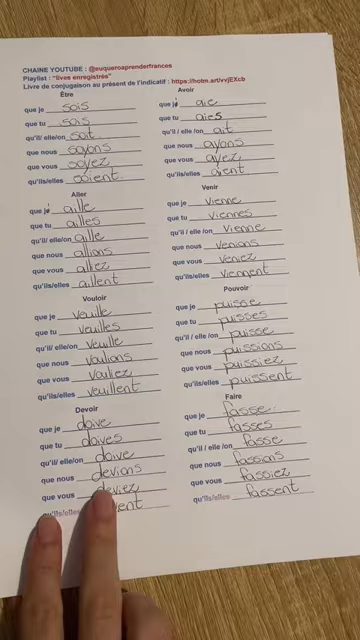 CHAINE YOUTUBE : @euqueroaprenderfrances
Playlist : "lives enregistrés"
Livre de conjugaison au présent de l'indicatif : https://hotm.art/vvjEXcb
Être
que je sois
que tu sois
qu'il/ elle/on soit
que nous soyons
que vous soyez
qu'ils/elles soient
Avoir
que j' aie
que tu aies
qu'il / elle /on ait
que nous ayons
que vous ayez
qu'ils/elles aient
Aller
que j' aille
que tu ailles
qu'il/ elle/on aille
que nous allions
que vous alliez
qu'ils/elles aillent
Venir
que je vienne
que tu viennes
qu'il / elle /on vienne
que nous venions
que vous veniez
qu'ils/elles viennent
Vouloir
que je veuille
que tu veuilles
qu'il/ elle/on veuille
que nous voulions
que vous vouliez
qu'ils/elles veuillent
Pouvoir
que je puisse
que tu puisses
qu'il / elle /on puisse
que nous puissions
que vous puissiez
qu'ils/elles puissent
Devoir
que je doive
que tu doives
qu'il/ elle/on doive
que nous devions
que vous deviez
qu'ils/elles
Faire
que je fasse
que tu fasses
qu'il / elle /on fasse
que nous fassions
que vous fassiez
qu'ils/elles fassent